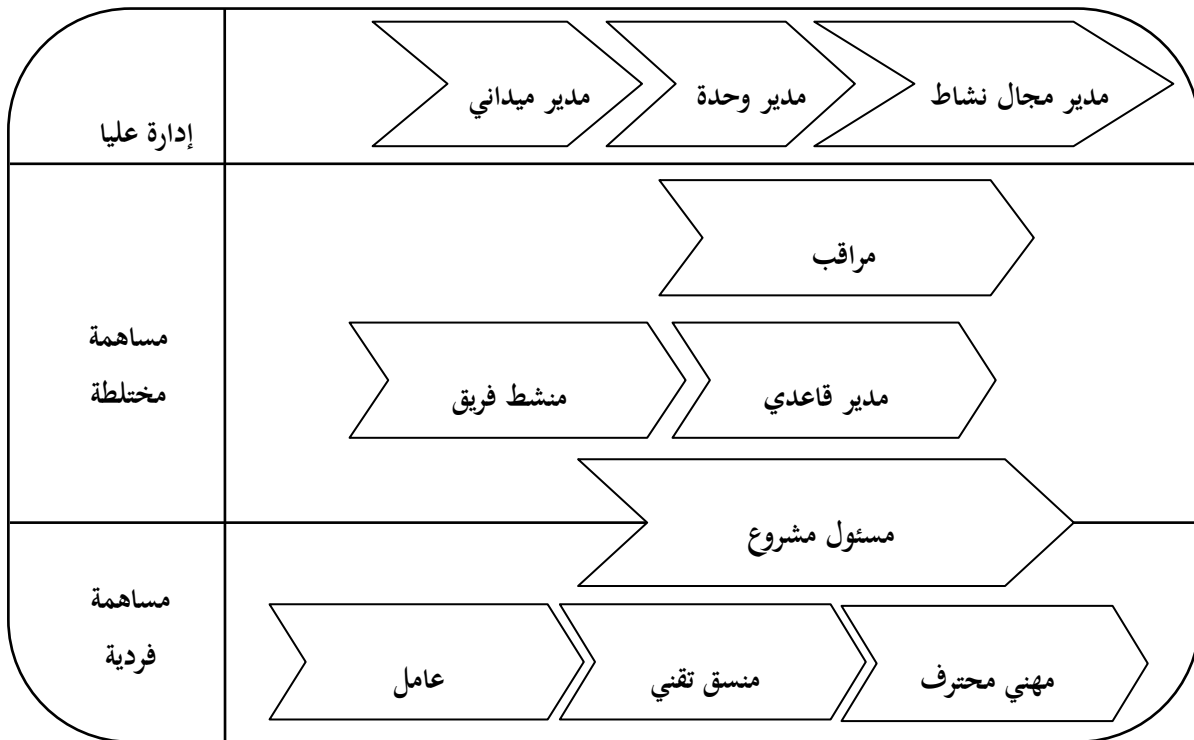 إدارة عليا
مدير ميداني
مدير وحدة
مدير مجال نشاط
مساهمة
مختلطة
مراقب
منشط فريق
مدير قاعدي
مسئول مشروع
مساهمة
فردية
عامل
منسق تقني
مهني محترف